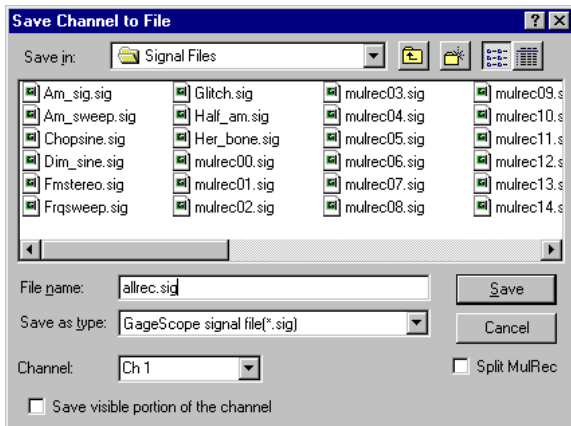 Save Channel to File
Save in: Signal Files
Am_sig.sig Glitch.sig mulrec03.sig mulrec09.s
Am_sweep.sig Half_am.sig mulrec04.sig mulrec10.s
Chopsine.sig Her_bone.sig mulrec05.sig mulrec11.s
Dim_sine.sig mulrec00.sig mulrec06.sig mulrec12.s
Fmstereo.sig mulrec01.sig mulrec07.sig mulrec13.s
Frqsweep.sig mulrec02.sig mulrec08.sig mulrec14.s
File name: allrec.sig Save
Save as type: GageScope signal file(*.sig) Cancel
Channel: Ch 1 Split MulRec
Save visible portion of the channel